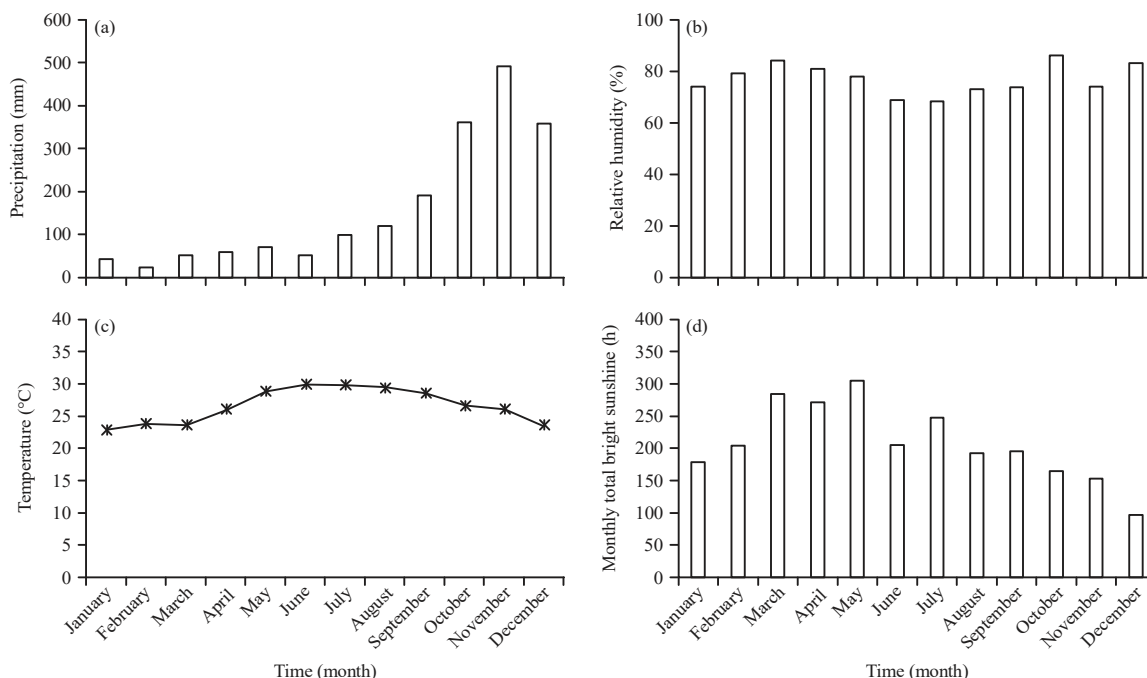 (a)
Precipitation (mm)
600
500
400
300
200
100
0
(b)
Relative humidity (%)
100
80
60
40
20
0
(c)
Temperature (°C)
40
35
30
25
20
15
10
5
0
January
February
March
April
May
June
July
August
September
October
November
December
Time (month)
(d)
Monthly total bright sunshine (h)
400
350
300
250
200
150
100
50
0
January
February
March
April
May
June
July
August
September
October
November
December
Time (month)